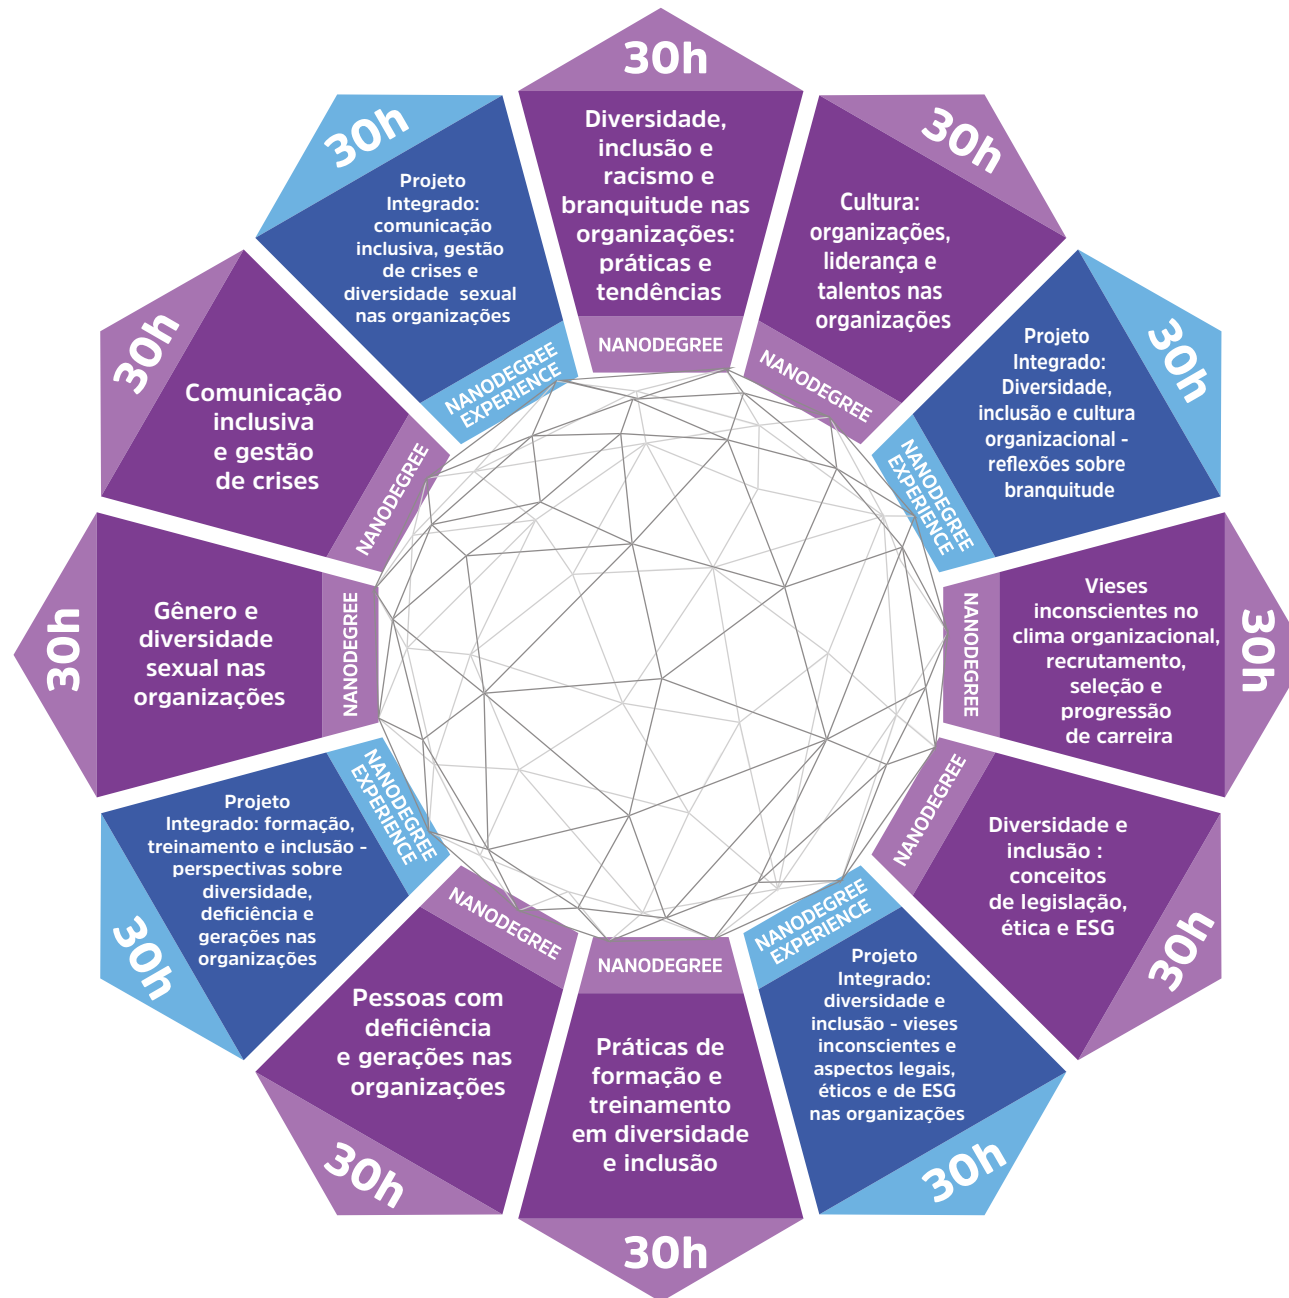 30h
Diversidade,
inclusão e
racismo e
branquitude nas
organizações:
práticas e
tendências
NANODEGREE
30h
Cultura:
organizações,
liderança e
talentos nas
organizações
NANODEGREE
30h
Projeto
Integrado:
Diversidade,
inclusão e cultura
organizacional -
reflexões sobre
branquitude
NANODEGREE
EXPERIENCE
30h
Vieses
inconscientes no
clima organizacional,
recrutamento,
seleção e
progressão
de carreira
NANODEGREE
30h
Diversidade e
inclusão :
conceitos
de legislação,
ética e ESG
NANODEGREE
30h
Projeto
Integrado:
diversidade e
inclusão - vieses
inconscientes e
aspectos legais,
éticos e de ESG
nas organizações
NANODEGREE
EXPERIENCE
30h
Práticas de
formação e
treinamento
em diversidade
e inclusão
NANODEGREE
30h
Pessoas com
deficiência
e gerações nas
organizações
NANODEGREE
30h
Projeto
Integrado: formação,
treinamento e inclusão -
perspectivas sobre
diversidade,
deficiência e
gerações nas
organizações
NANODEGREE
EXPERIENCE
30h
Gênero e
diversidade
sexual nas
organizações
NANODEGREE
30h
Comunicação
inclusiva
e gestão
de crises
NANODEGREE
30h
Projeto
Integrado:
comunicação
inclusiva, gestão
de crises e
diversidade sexual
nas organizações
NANODEGREE
EXPERIENCE